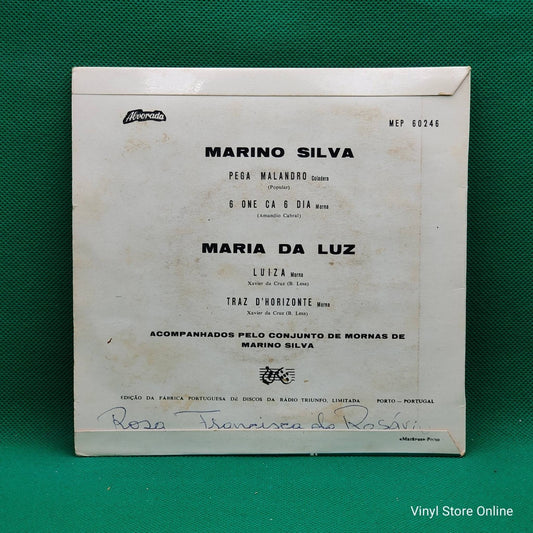 Alvorada
MEP 60246
MARINO SILVA
PEGA MALANDRO Coladera
(Popular)
6 ONE CA 6 DIA Morna
(Amandio Cabral)
MARIA DA LUZ
LUIZA Morna
Xavier da Cruz (B. Leza)
TRAZ D'HORIZONTE Morna
Xavier da Cruz (B. Leza)
ACOMPANHADOS PELO CONJUNTO DE MORNAS DE
MARINO SILVA
EDIÇÃO DA FÁBRICA PORTUGUESA DE DISCOS DA RÁDIO TRIUNFO, LIMITADA PORTO — PORTUGAL
Rosa Francisca do Rosári
Porto
Vinyl Store Online